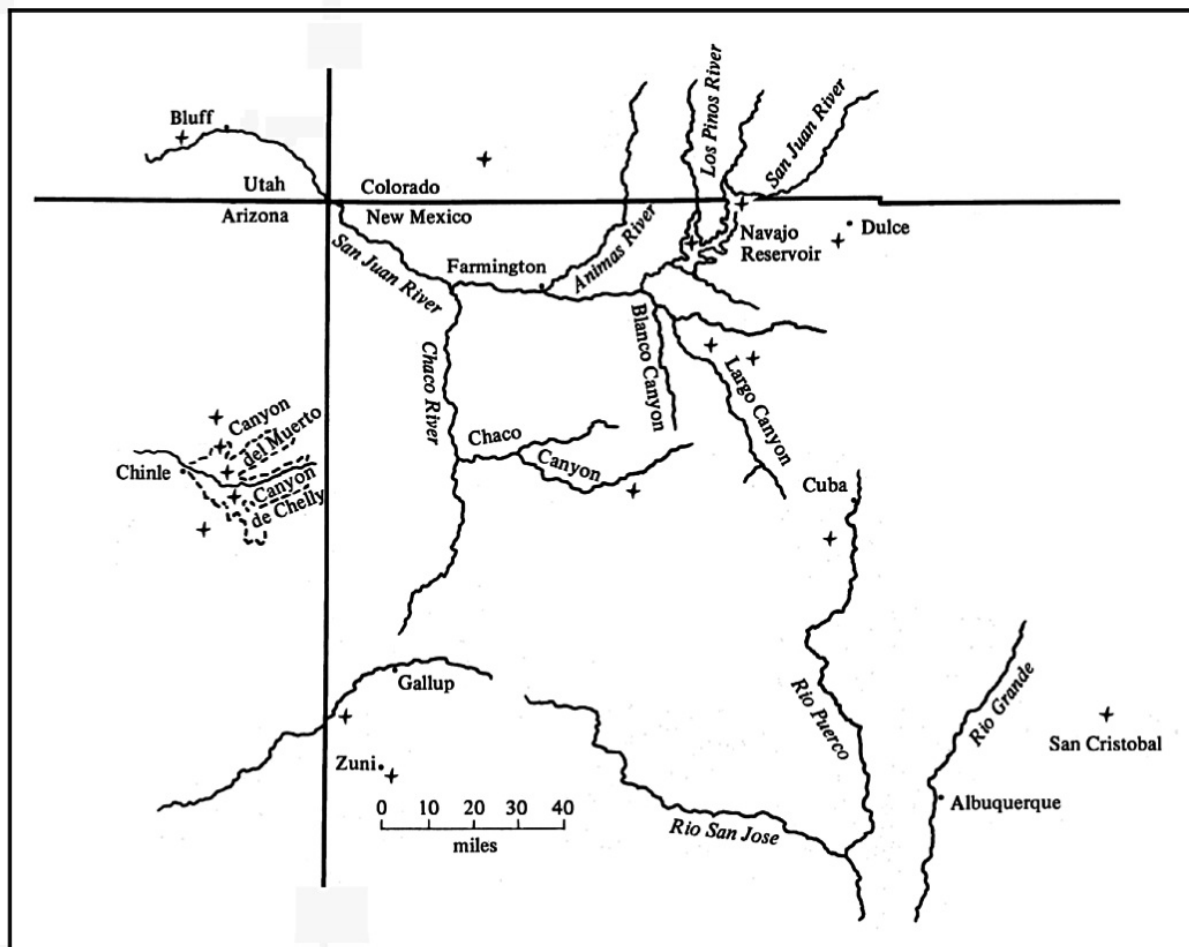 Bluff
Los Pinos River
San Juan River
Utah
Colorado
Arizona
New Mexico
Dulce
Navajo
Reservoir
San Juan River
Farmington
Animas River
Chaco River
Blanco Canyon
Largo Canyon
Canyon
del Muerto
Chaco
Canyon
Chinle
Canyon
de Chelly
Cuba
Gallup
Rio Puerco
Rio Grande
San Cristobal
Zuni
Albuquerque
0 10 20 30 40
miles
Rio San Jose